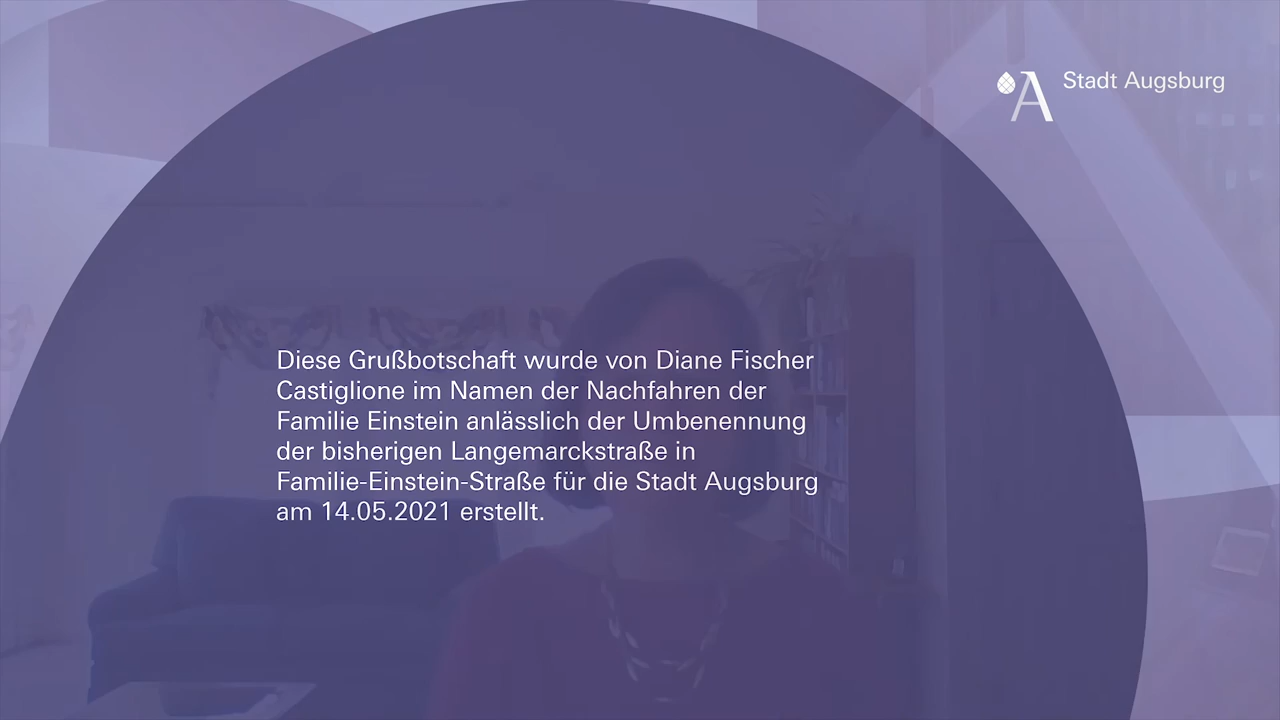 Stadt Augsburg
Diese Grußbotschaft wurde von Diane Fischer
Castiglione im Namen der Nachfahren der
Familie Einstein anlässlich der Umbenennung
der bisherigen Langemarckstraße in
Familie-Einstein-Straße für die Stadt Augsburg
am 14.05.2021 erstellt.